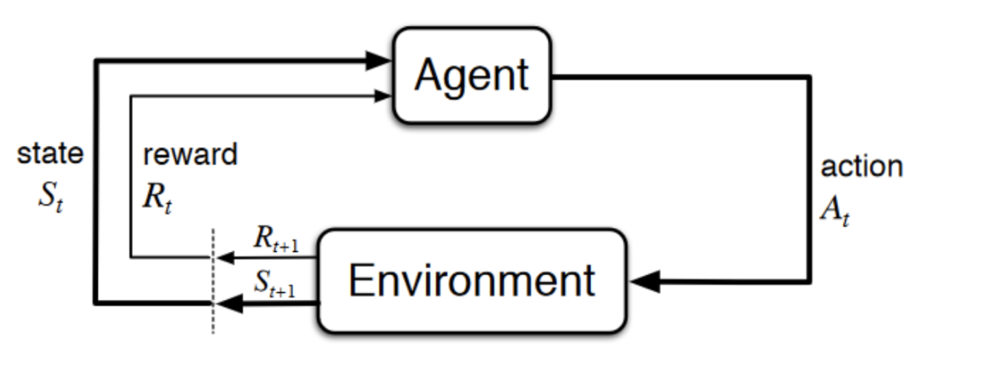 Agent
state
S_t
reward
R_t
action
A_t
R_{t+1}
S_{t+1}
Environment